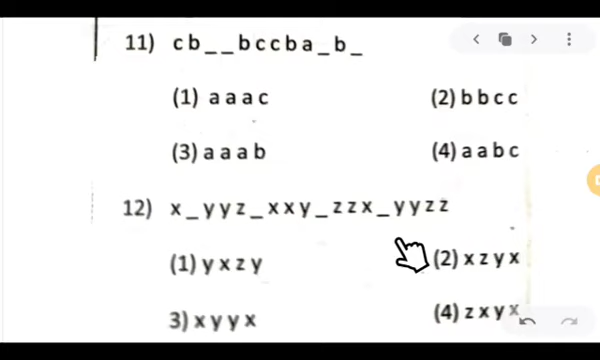 11) c b _ _ b c c b a _ b _
(1) a a a c (2) b b c c
(3) a a a b (4) a a b c
12) x _ y y z _ x x y _ z z x _ y y z z
(1) y x z y (2) x z y x
3) x y y x (4) z x y x